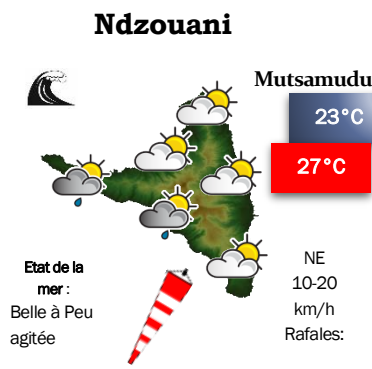 Ndzouani
Mutsamudu
23°C
27°C
Etat de la
mer :
Belle à Peu
agitée
NE
10-20
km/h
Rafales: